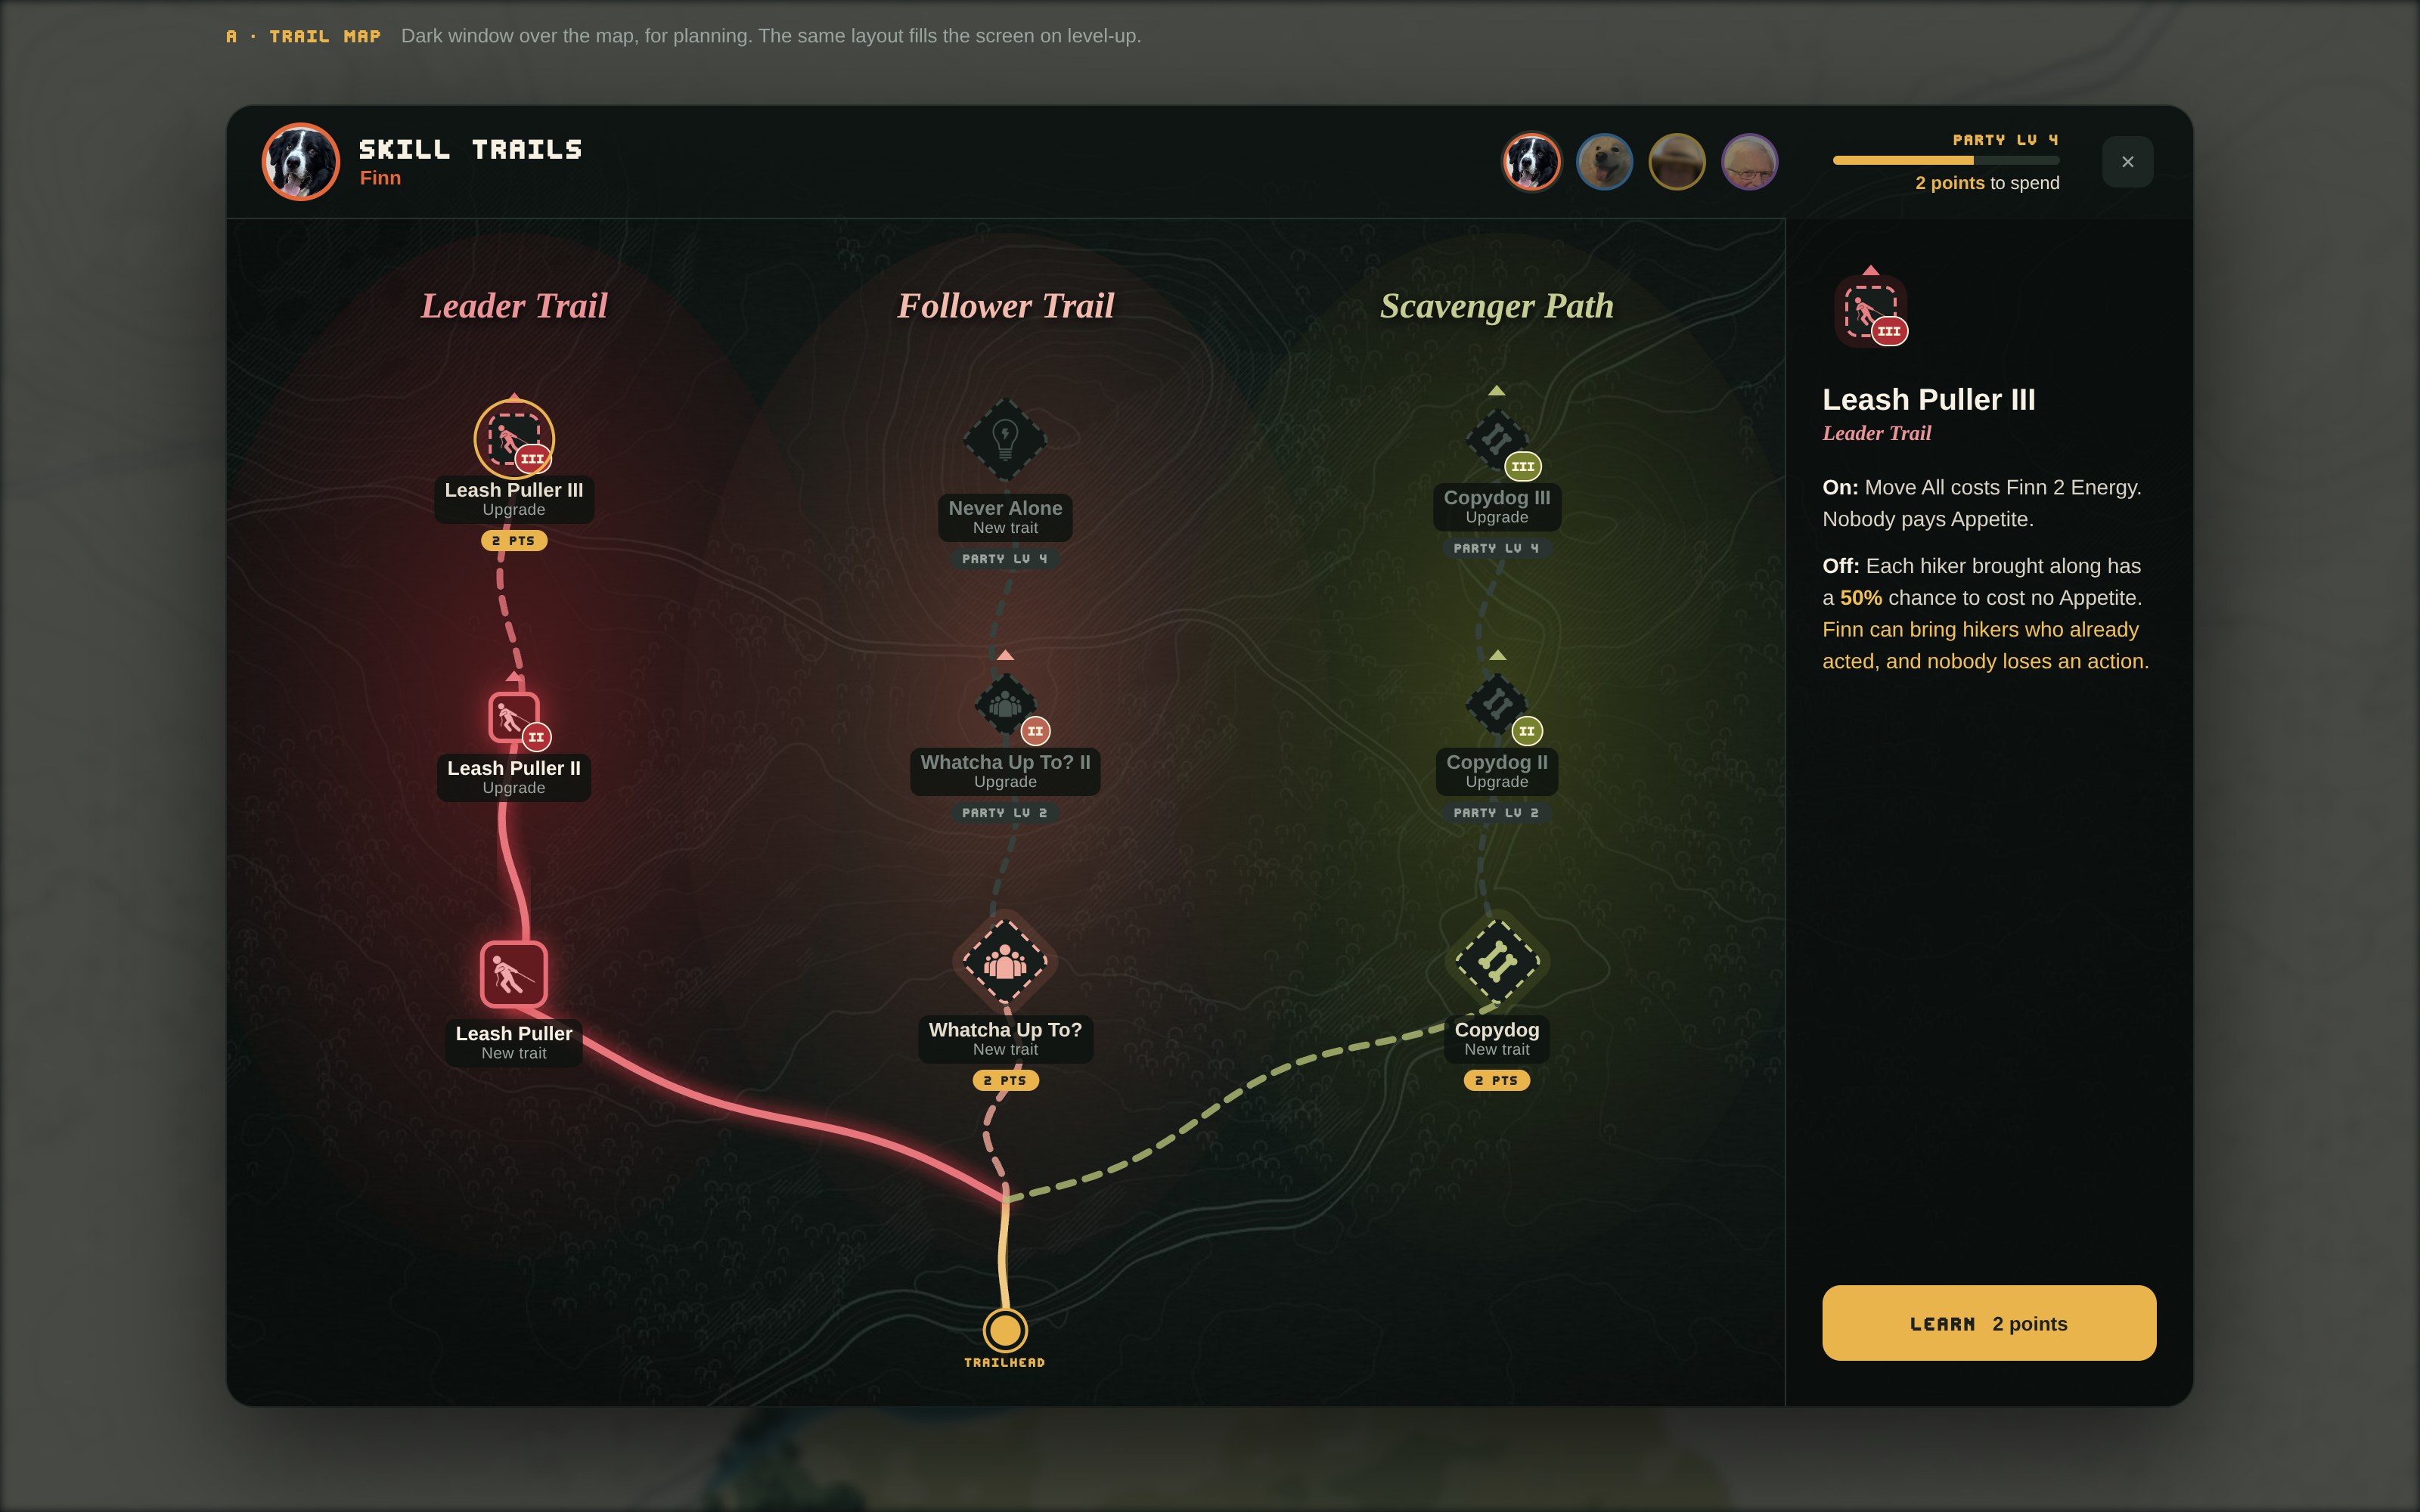 A · TRAIL MAP Dark window over the map, for planning. The same layout fills the screen on level-up.
SKILL TRAILS
Finn
PARTY LV 4
2 points to spend
×
Leader Trail
Follower Trail
Scavenger Path
III
Leash Puller III
Upgrade
2 PTS
Never Alone
New trait
PARTY LV 4
III
Copydog III
Upgrade
PARTY LV 4
II
Leash Puller II
Upgrade
II
Whatcha Up To? II
Upgrade
PARTY LV 2
II
Copydog II
Upgrade
PARTY LV 2
Leash Puller
New trait
Whatcha Up To?
New trait
2 PTS
Copydog
New trait
2 PTS
TRAILHEAD
III
Leash Puller III
Leader Trail
On: Move All costs Finn 2 Energy.
Nobody pays Appetite.
Off: Each hiker brought along has
a 50% chance to cost no Appetite.
Finn can bring hikers who already
acted, and nobody loses an action.
LEARN 2 points